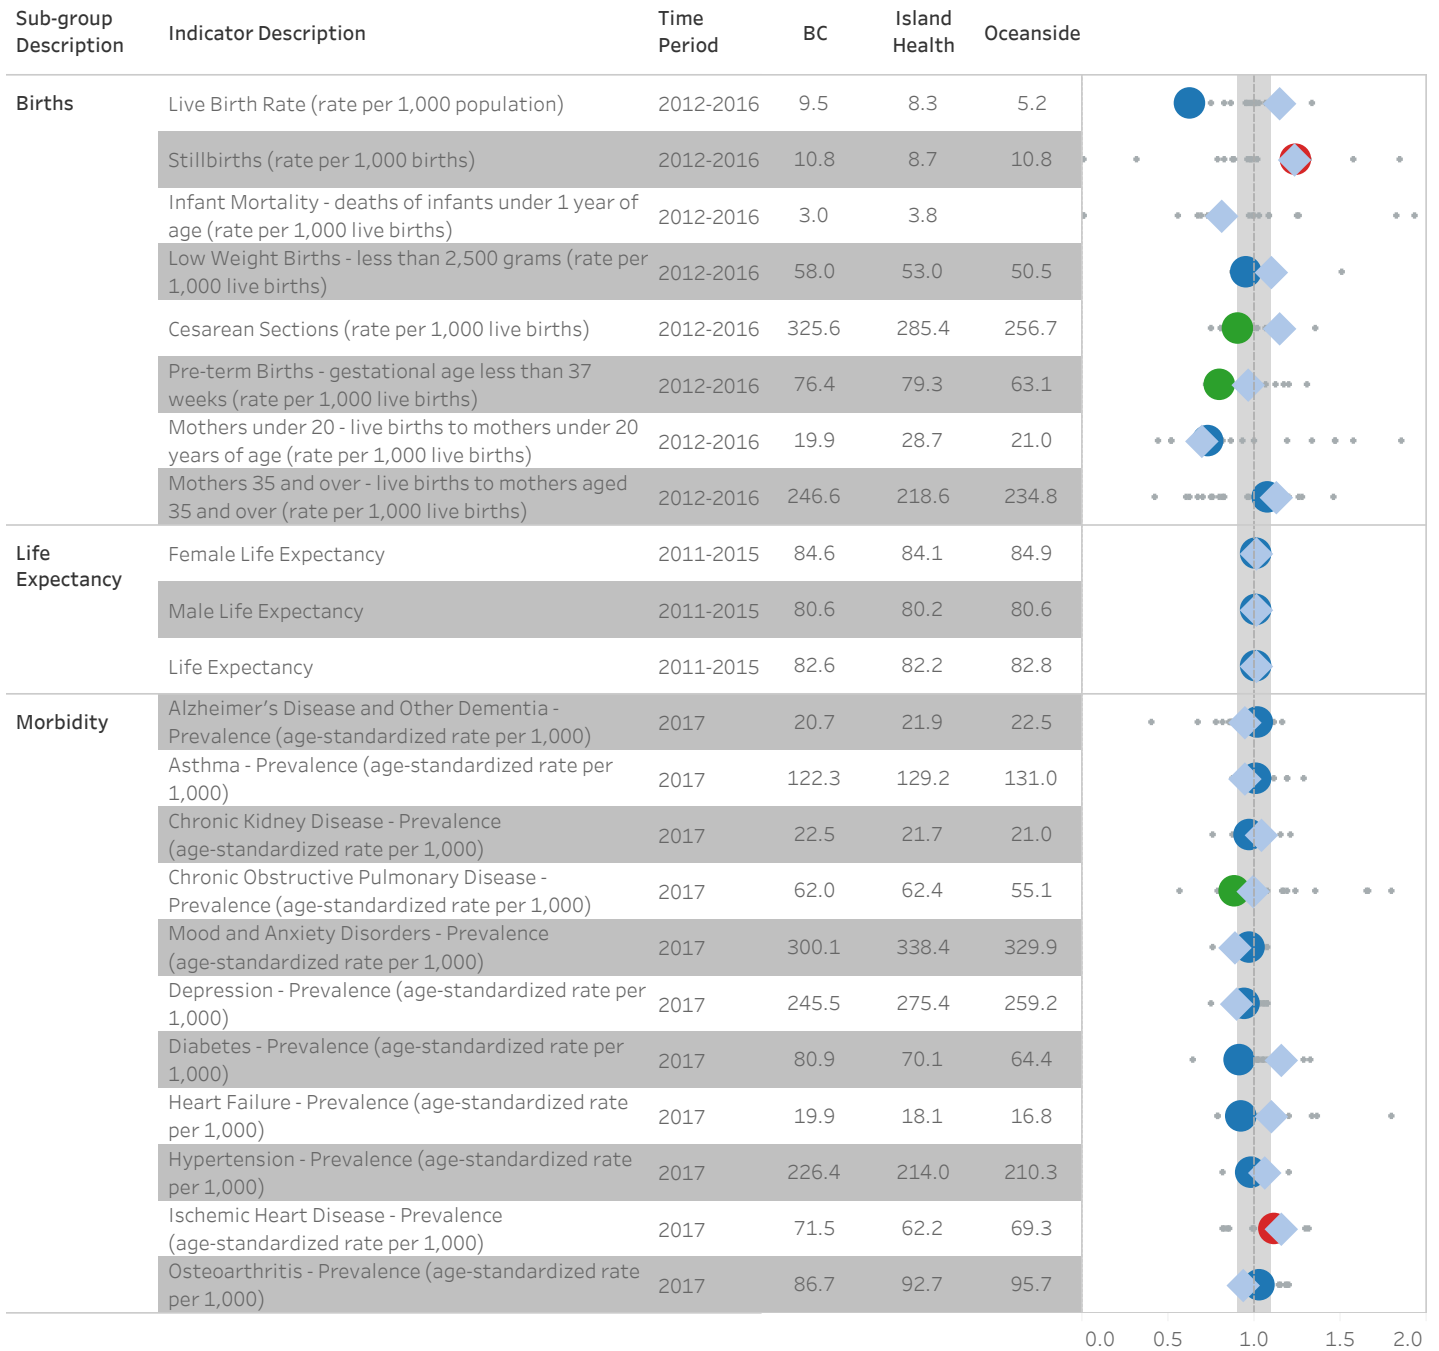 Sub-group Description Indicator Description Time Period BC Island Health Oceanside
Births Live Birth Rate (rate per 1,000 population) 2012-2016 9.5 8.3 5.2
Stillbirths (rate per 1,000 births) 2012-2016 10.8 8.7 10.8
Infant Mortality - deaths of infants under 1 year of
age (rate per 1,000 live births) 2012-2016 3.0 3.8
Low Weight Births - less than 2,500 grams (rate per
1,000 live births) 2012-2016 58.0 53.0 50.5
Cesarean Sections (rate per 1,000 live births) 2012-2016 325.6 285.4 256.7
Pre-term Births - gestational age less than 37
weeks (rate per 1,000 live births) 2012-2016 76.4 79.3 63.1
Mothers under 20 - live births to mothers under 20
years of age (rate per 1,000 live births) 2012-2016 19.9 28.7 21.0
Mothers 35 and over - live births to mothers aged
35 and over (rate per 1,000 live births) 2012-2016 246.6 218.6 234.8
Life Expectancy Female Life Expectancy 2011-2015 84.6 84.1 84.9
Male Life Expectancy 2011-2015 80.6 80.2 80.6
Life Expectancy 2011-2015 82.6 82.2 82.8
Morbidity Alzheimer's Disease and Other Dementia -
Prevalence (age-standardized rate per 1,000) 2017 20.7 21.9 22.5
Asthma - Prevalence (age-standardized rate per
1,000) 2017 122.3 129.2 131.0
Chronic Kidney Disease - Prevalence
(age-standardized rate per 1,000) 2017 22.5 21.7 21.0
Chronic Obstructive Pulmonary Disease -
Prevalence (age-standardized rate per 1,000) 2017 62.0 62.4 55.1
Mood and Anxiety Disorders - Prevalence
(age-standardized rate per 1,000) 2017 300.1 338.4 329.9
Depression - Prevalence (age-standardized rate per
1,000) 2017 245.5 275.4 259.2
Diabetes - Prevalence (age-standardized rate per
1,000) 2017 80.9 70.1 64.4
Heart Failure - Prevalence (age-standardized rate
per 1,000) 2017 19.9 18.1 16.8
Hypertension - Prevalence (age-standardized rate
per 1,000) 2017 226.4 214.0 210.3
Ischemic Heart Disease - Prevalence
(age-standardized rate per 1,000) 2017 71.5 62.2 69.3
Osteoarthritis - Prevalence (age-standardized rate
per 1,000) 2017 86.7 92.7 95.7
0.0 0.5 1.0 1.5 2.0